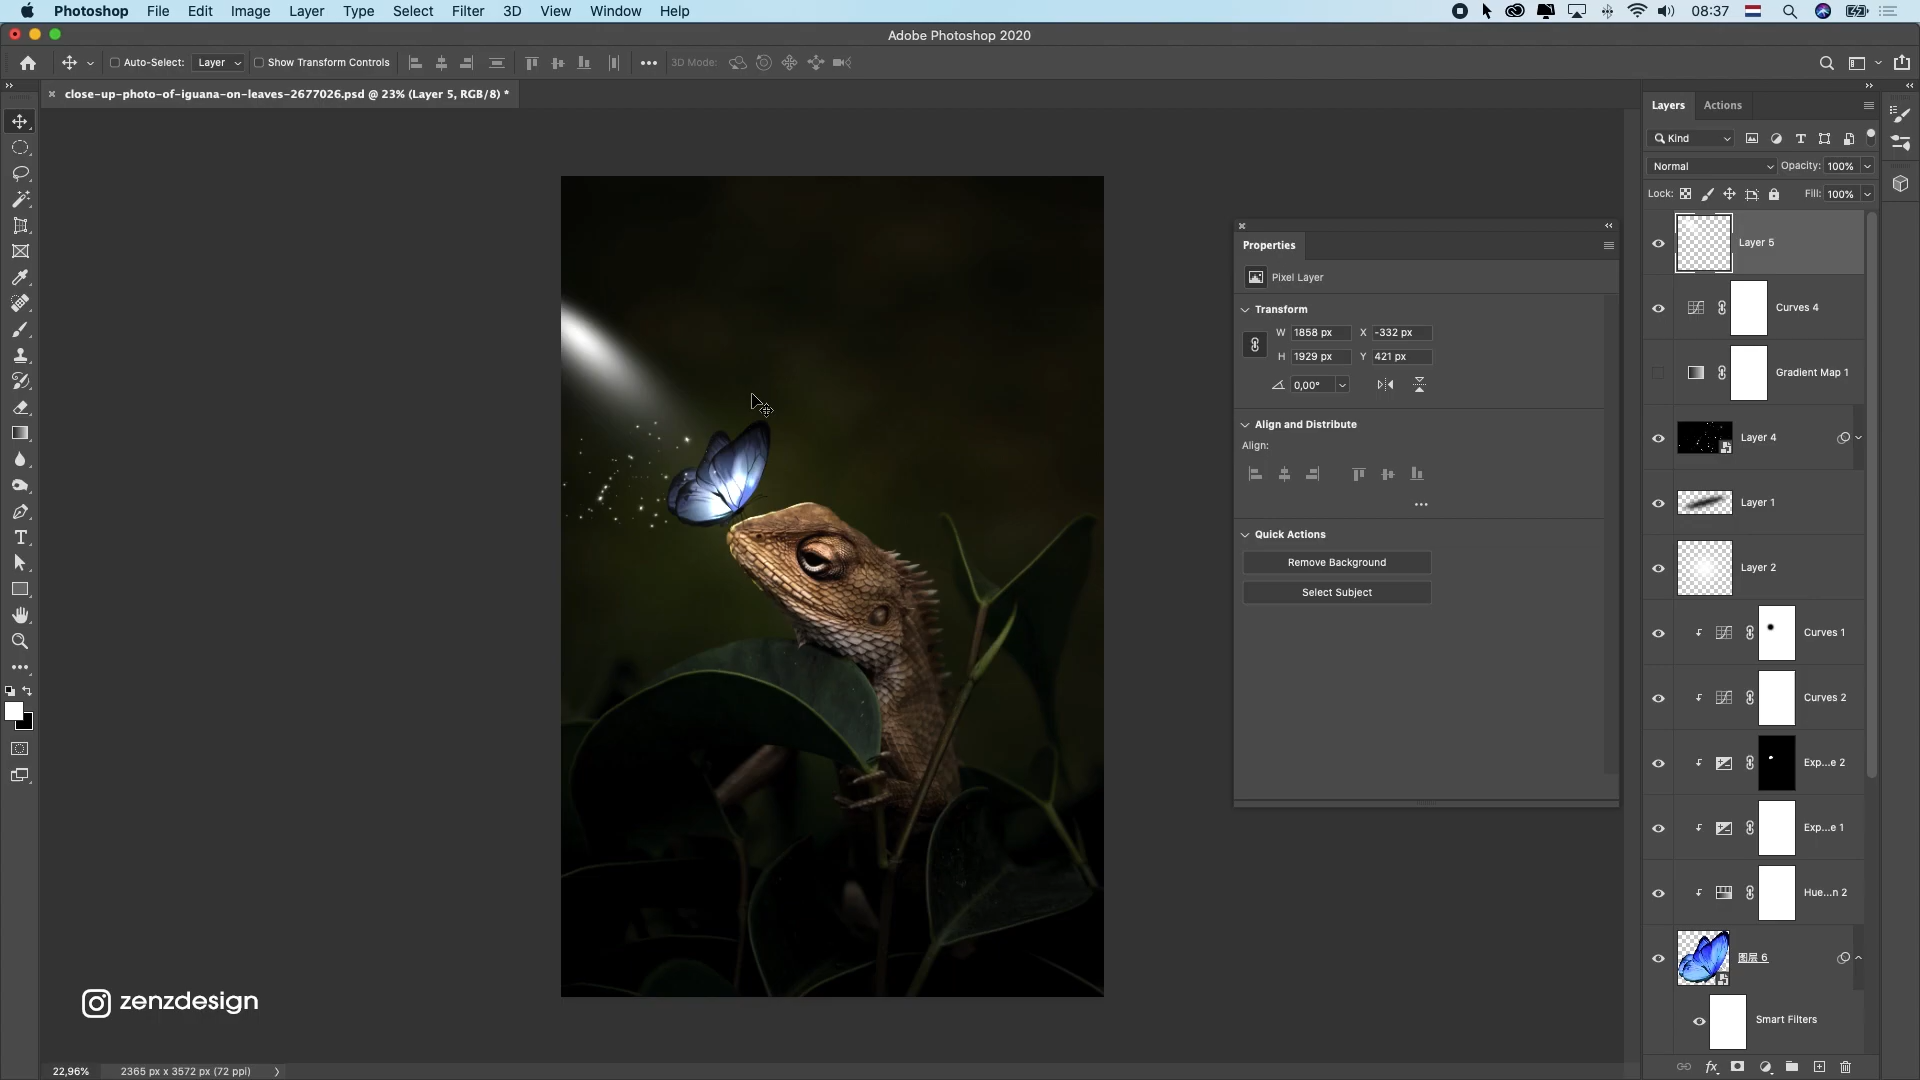 Photoshop File Edit Image Layer Type Select Filter 3D View Window Help 08:37
Adobe Photoshop 2020
Auto-Select: Layer Show Transform Controls 3D Mode:
close-up-photo-of-iguana-on-leaves-2677026.psd @ 23% (Layer 5, RGB/8) *
Layers Actions
Kind
Normal Opacity: 100%
Lock: Fill: 100%
Layer 5
Curves 4
Gradient Map 1
Layer 4
Layer 1
Layer 2
Curves 1
Curves 2
Exp...e 2
Exp...e 1
Hue...n 2
图层 6
Smart Filters
Properties
Pixel Layer
Transform
W 1858 px X -332 px
H 1929 px Y 421 px
0,00°
Align and Distribute
Align:
Quick Actions
Remove Background
Select Subject
zenzdesign
22,96% 2365 px x 3572 px (72 ppi)